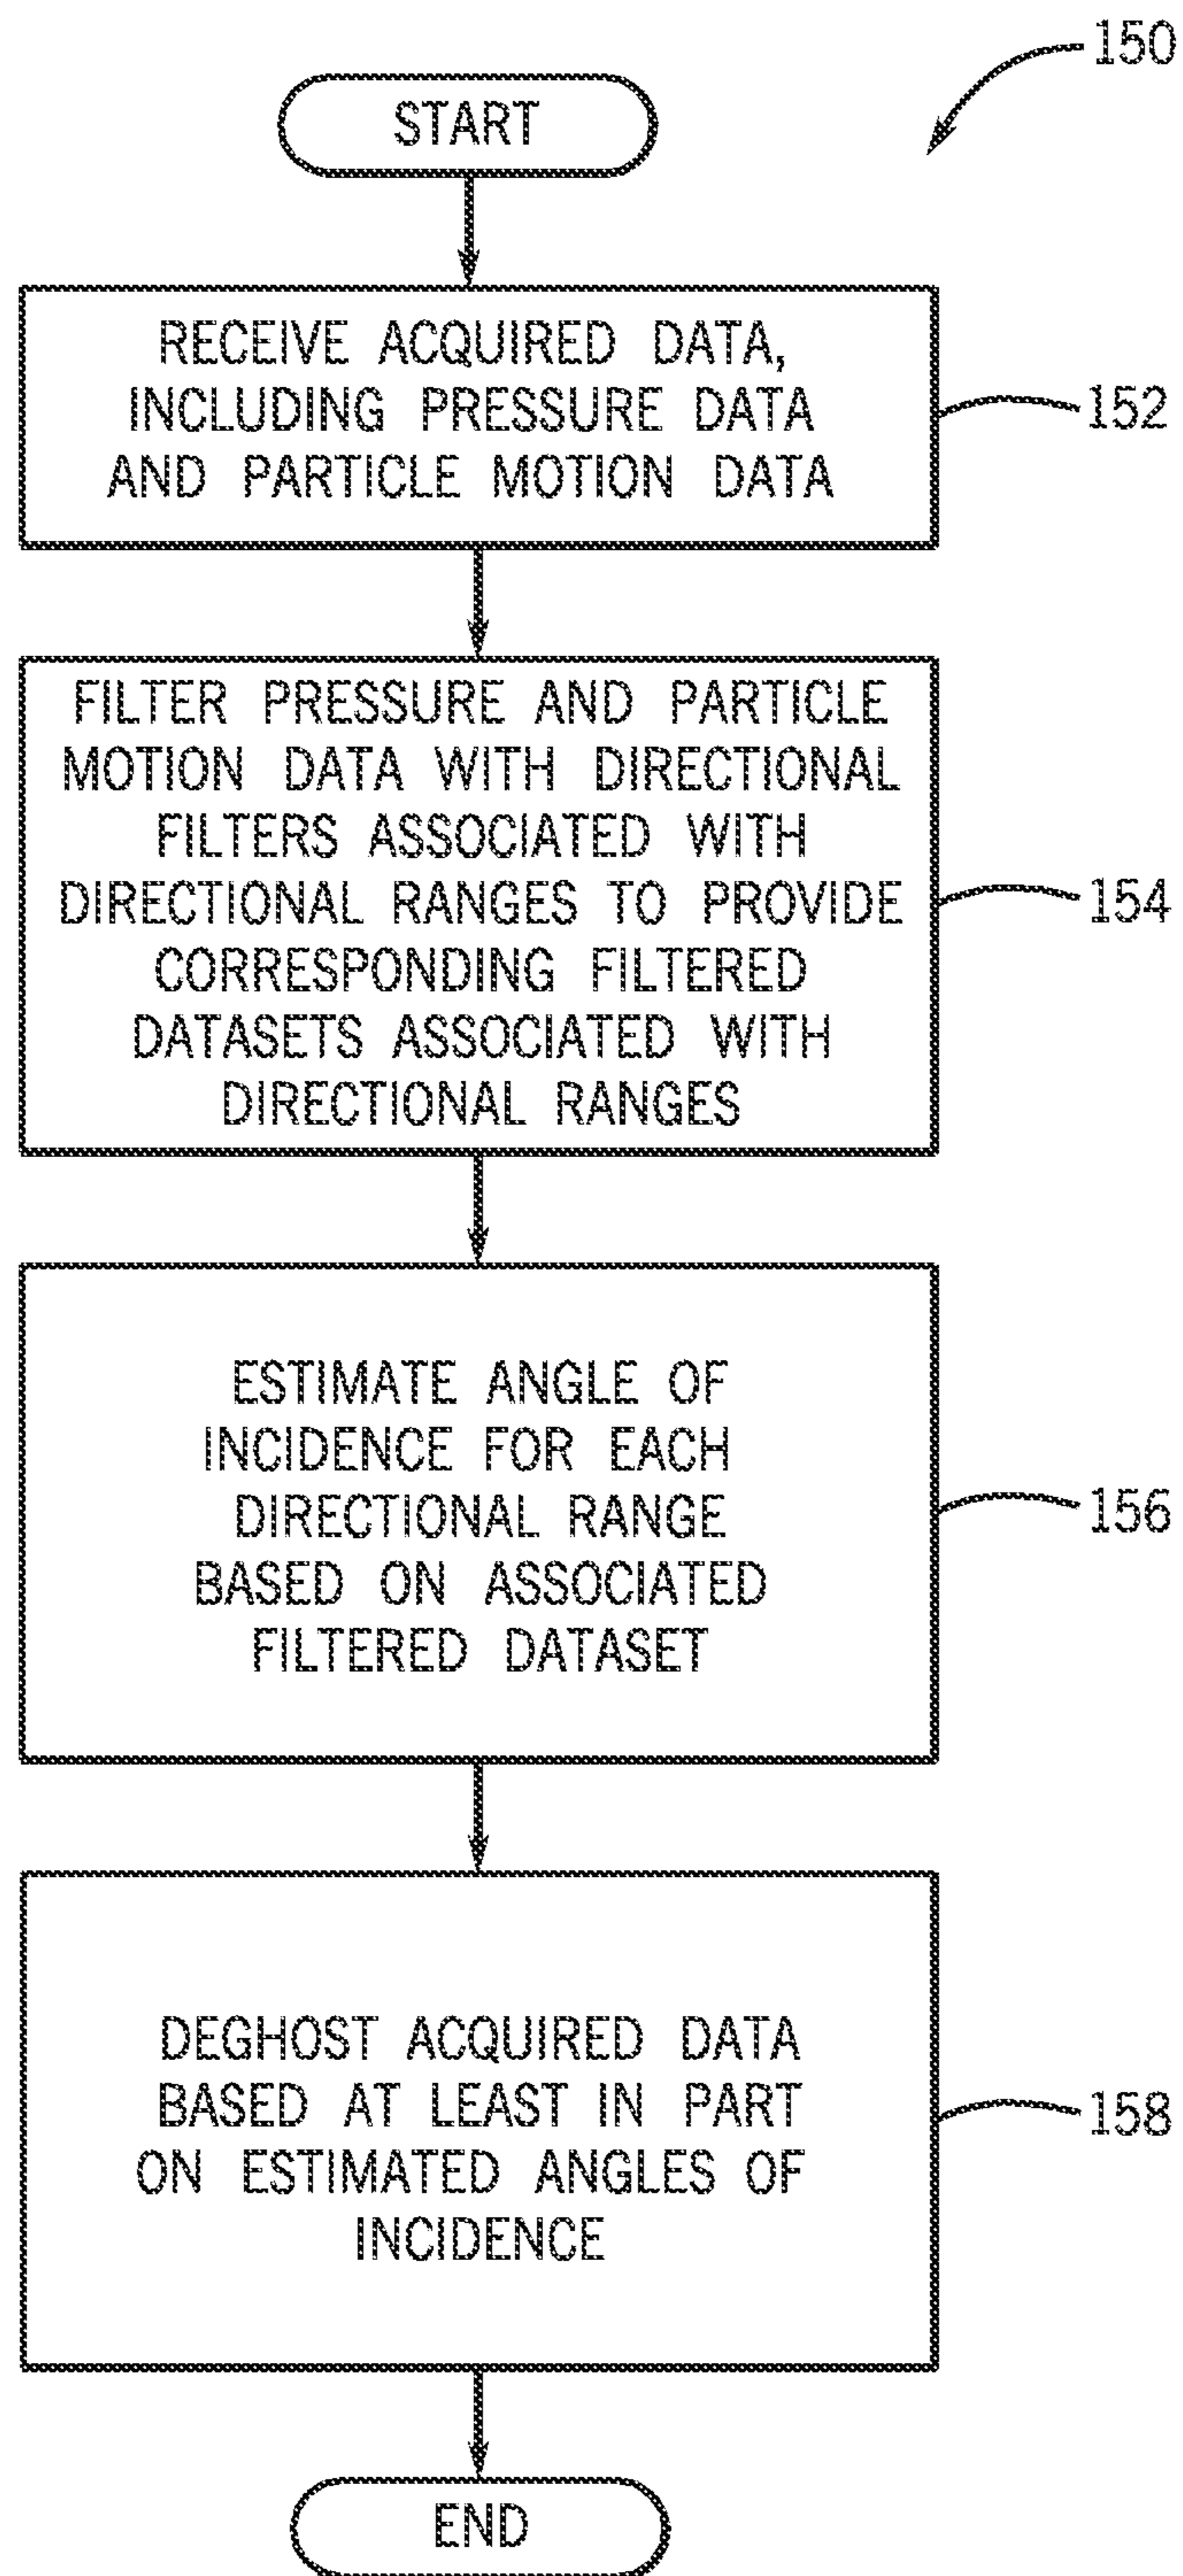 150
START
RECEIVE ACQUIRED DATA,
INCLUDING PRESSURE DATA
AND PARTICLE MOTION DATA
152
FILTER PRESSURE AND PARTICLE
MOTION DATA WITH DIRECTIONAL
FILTERS ASSOCIATED WITH
DIRECTIONAL RANGES TO PROVIDE
CORRESPONDING FILTERED
DATASETS ASSOCIATED WITH
DIRECTIONAL RANGES
154
ESTIMATE ANGLE OF
INCIDENCE FOR EACH
DIRECTIONAL RANGE
BASED ON ASSOCIATED
FILTERED DATASET
156
DEGHOST ACQUIRED DATA
BASED AT LEAST IN PART
ON ESTIMATED ANGLES OF
INCIDENCE
158
END